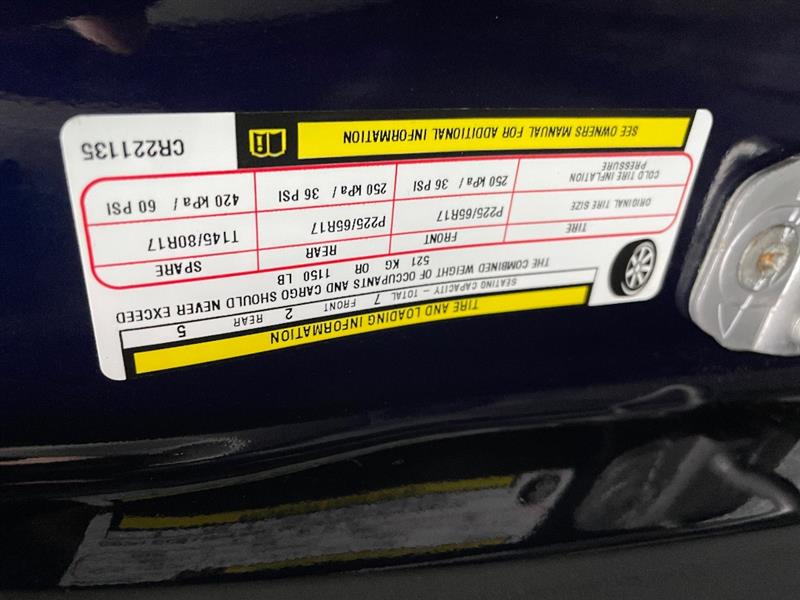 TIRE AND LOADING INFORMATION
SEATING CAPACITY - TOTAL 7 FRONT 2 REAR 5
THE COMBINED WEIGHT OF OCCUPANTS AND CARGO SHOULD NEVER EXCEED
521 KG OR 1150 LB
TIRE FRONT REAR SPARE
ORIGINAL TIRE SIZE P225/65R17 P225/65R17 T145/80R17
COLD TIRE INFLATION PRESSURE 250 kPa / 36 PSI 250 kPa / 36 PSI 420 kPa / 60 PSI
SEE OWNERS MANUAL FOR ADDITIONAL INFORMATION
CR221135